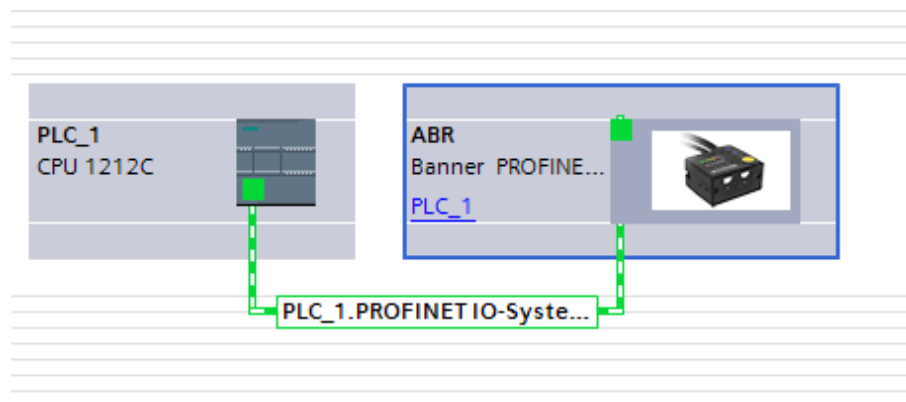 PLC_1
CPU 1212C
ABR
Banner PROFINE...
PLC_1
PLC_1.PROFINET IO-Syste...